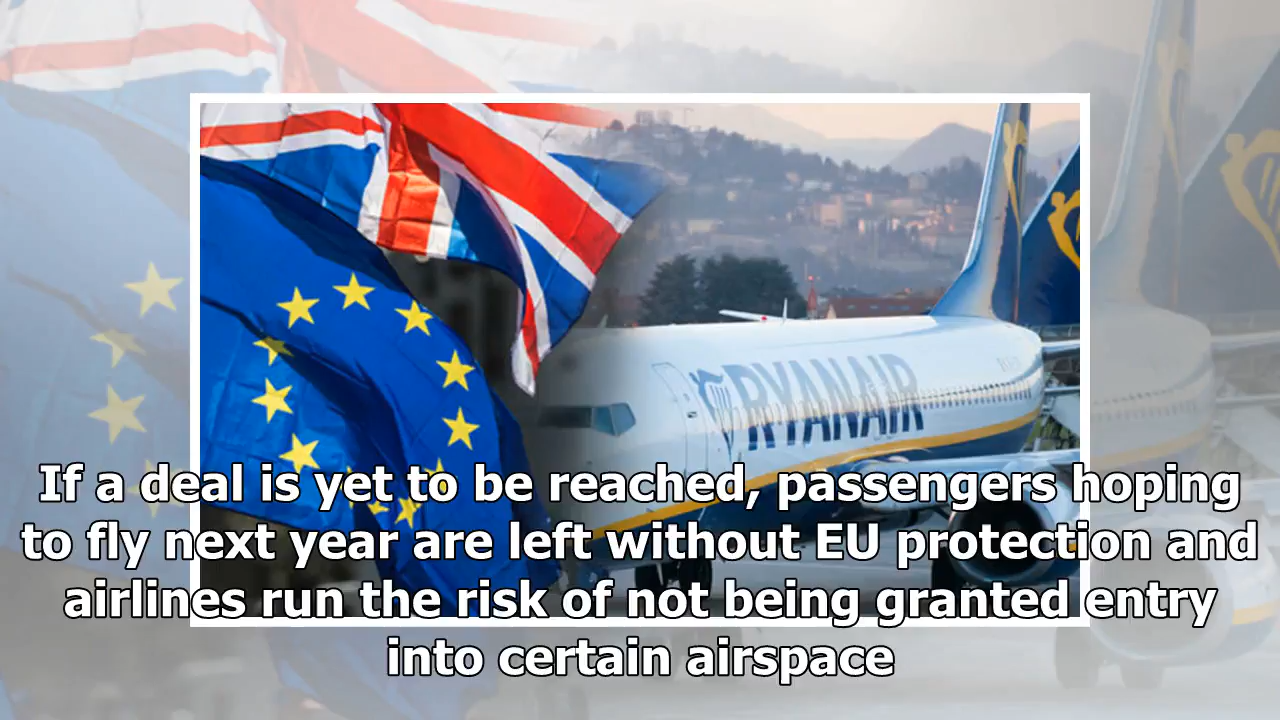 RYANAIR
If a deal is yet to be reached, passengers hoping
to fly next year are left without EU protection and
airlines run the risk of not being granted entry
into certain airspace